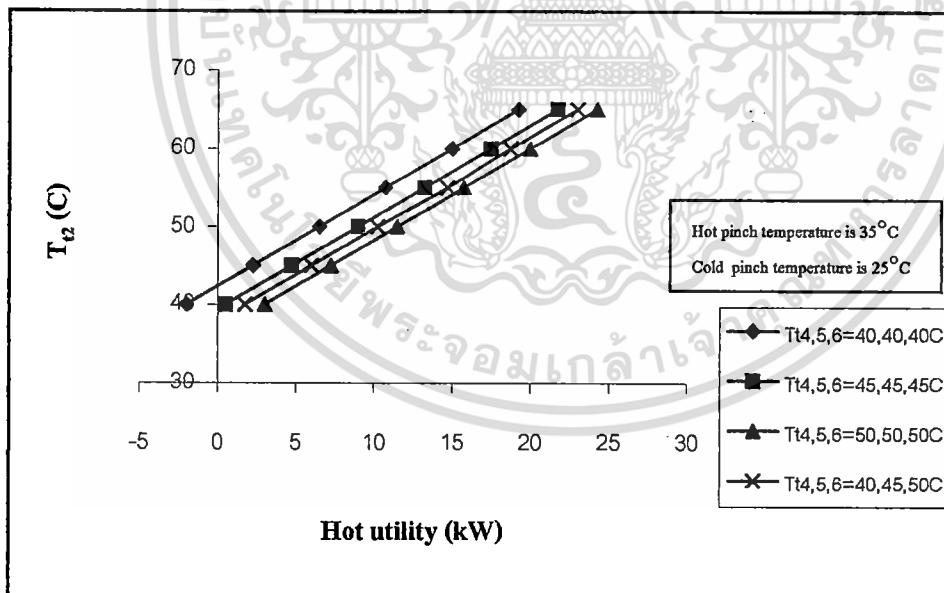 70
60
50
40
30
-5 0 5 10 15 20 25 30
T_{t2} (C)
Hot utility (kW)
Hot pinch temperature is 35°C
Cold pinch temperature is 25°C
Tt4,5,6=40,40,40C
Tt4,5,6=45,45,45C
Tt4,5,6=50,50,50C
Tt4,5,6=40,45,50C